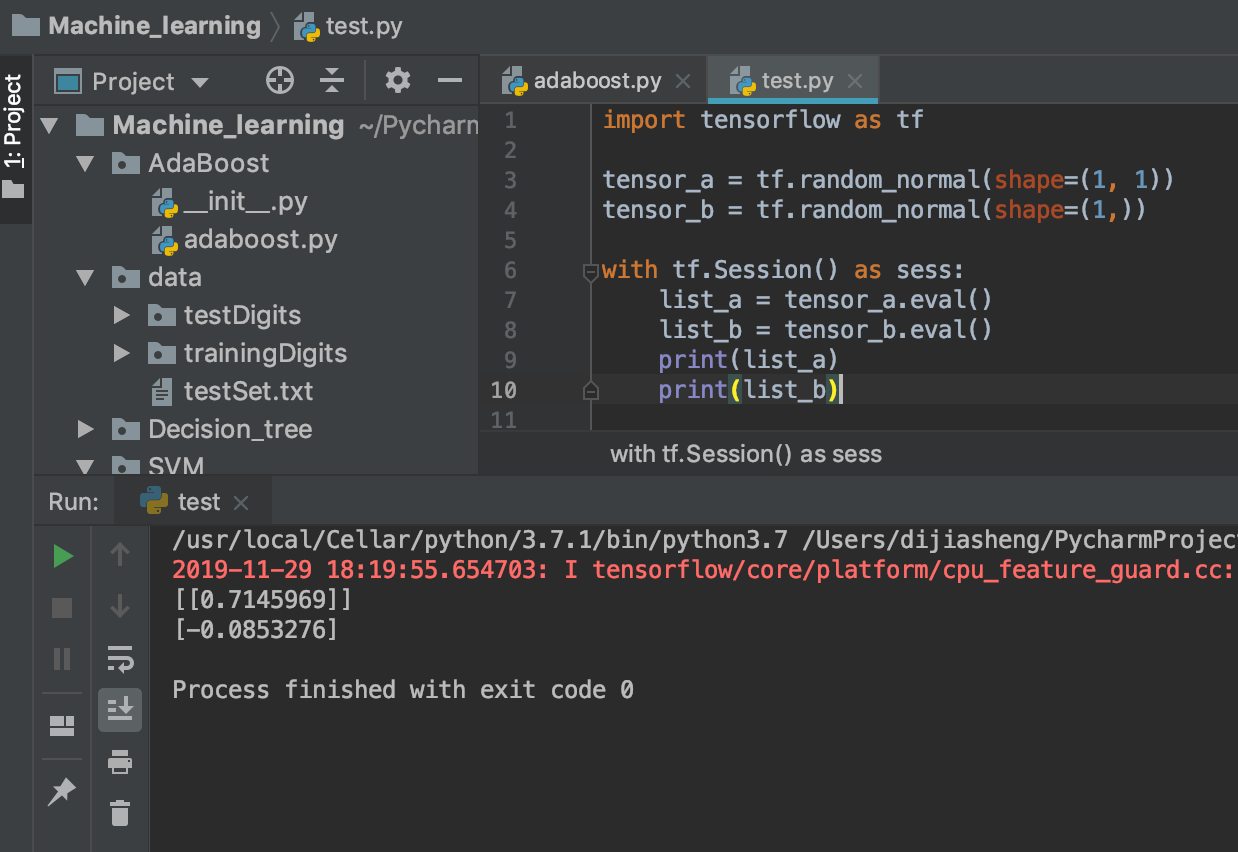 Machine_learning test.py
1: Project
Project
Machine_learning ~/Pycharm
AdaBoost
__init__.py
adaboost.py
data
testDigits
trainingDigits
testSet.txt
Decision_tree
SVM
adaboost.py test.py
1 import tensorflow as tf
2
3 tensor_a = tf.random_normal(shape=(1, 1))
4 tensor_b = tf.random_normal(shape=(1,))
5
6 with tf.Session() as sess:
7 list_a = tensor_a.eval()
8 list_b = tensor_b.eval()
9 print(list_a)
10 print(list_b)
11
with tf.Session() as sess
Run: test
/usr/local/Cellar/python/3.7.1/bin/python3.7 /Users/dijiasheng/PycharmProjec
2019-11-29 18:19:55.654703: I tensorflow/core/platform/cpu_feature_guard.cc:
[[0.7145969]]
[-0.0853276]
Process finished with exit code 0